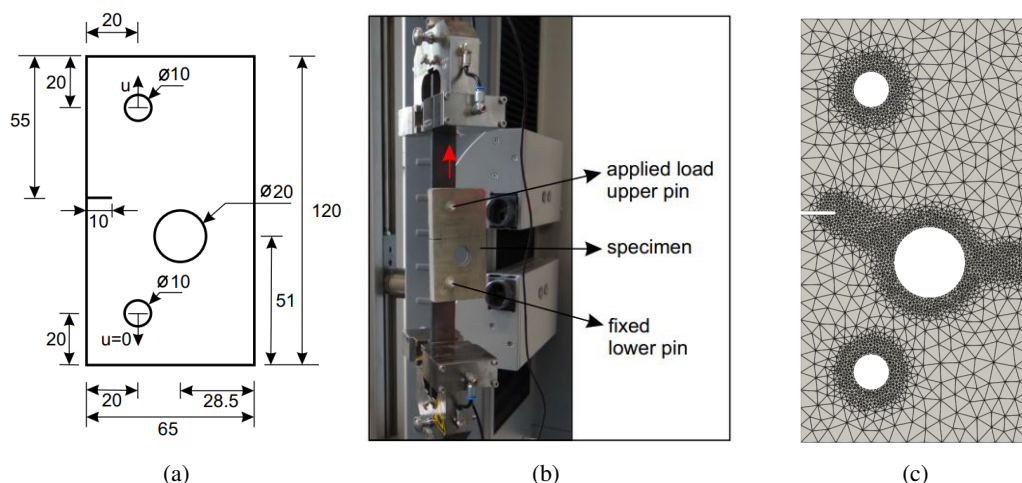 20
20
u
ø10
55
10
ø20
120
51
ø10
20
u=0
20
28.5
65
(a)
applied load
upper pin
specimen
fixed
lower pin
(b)
(c)